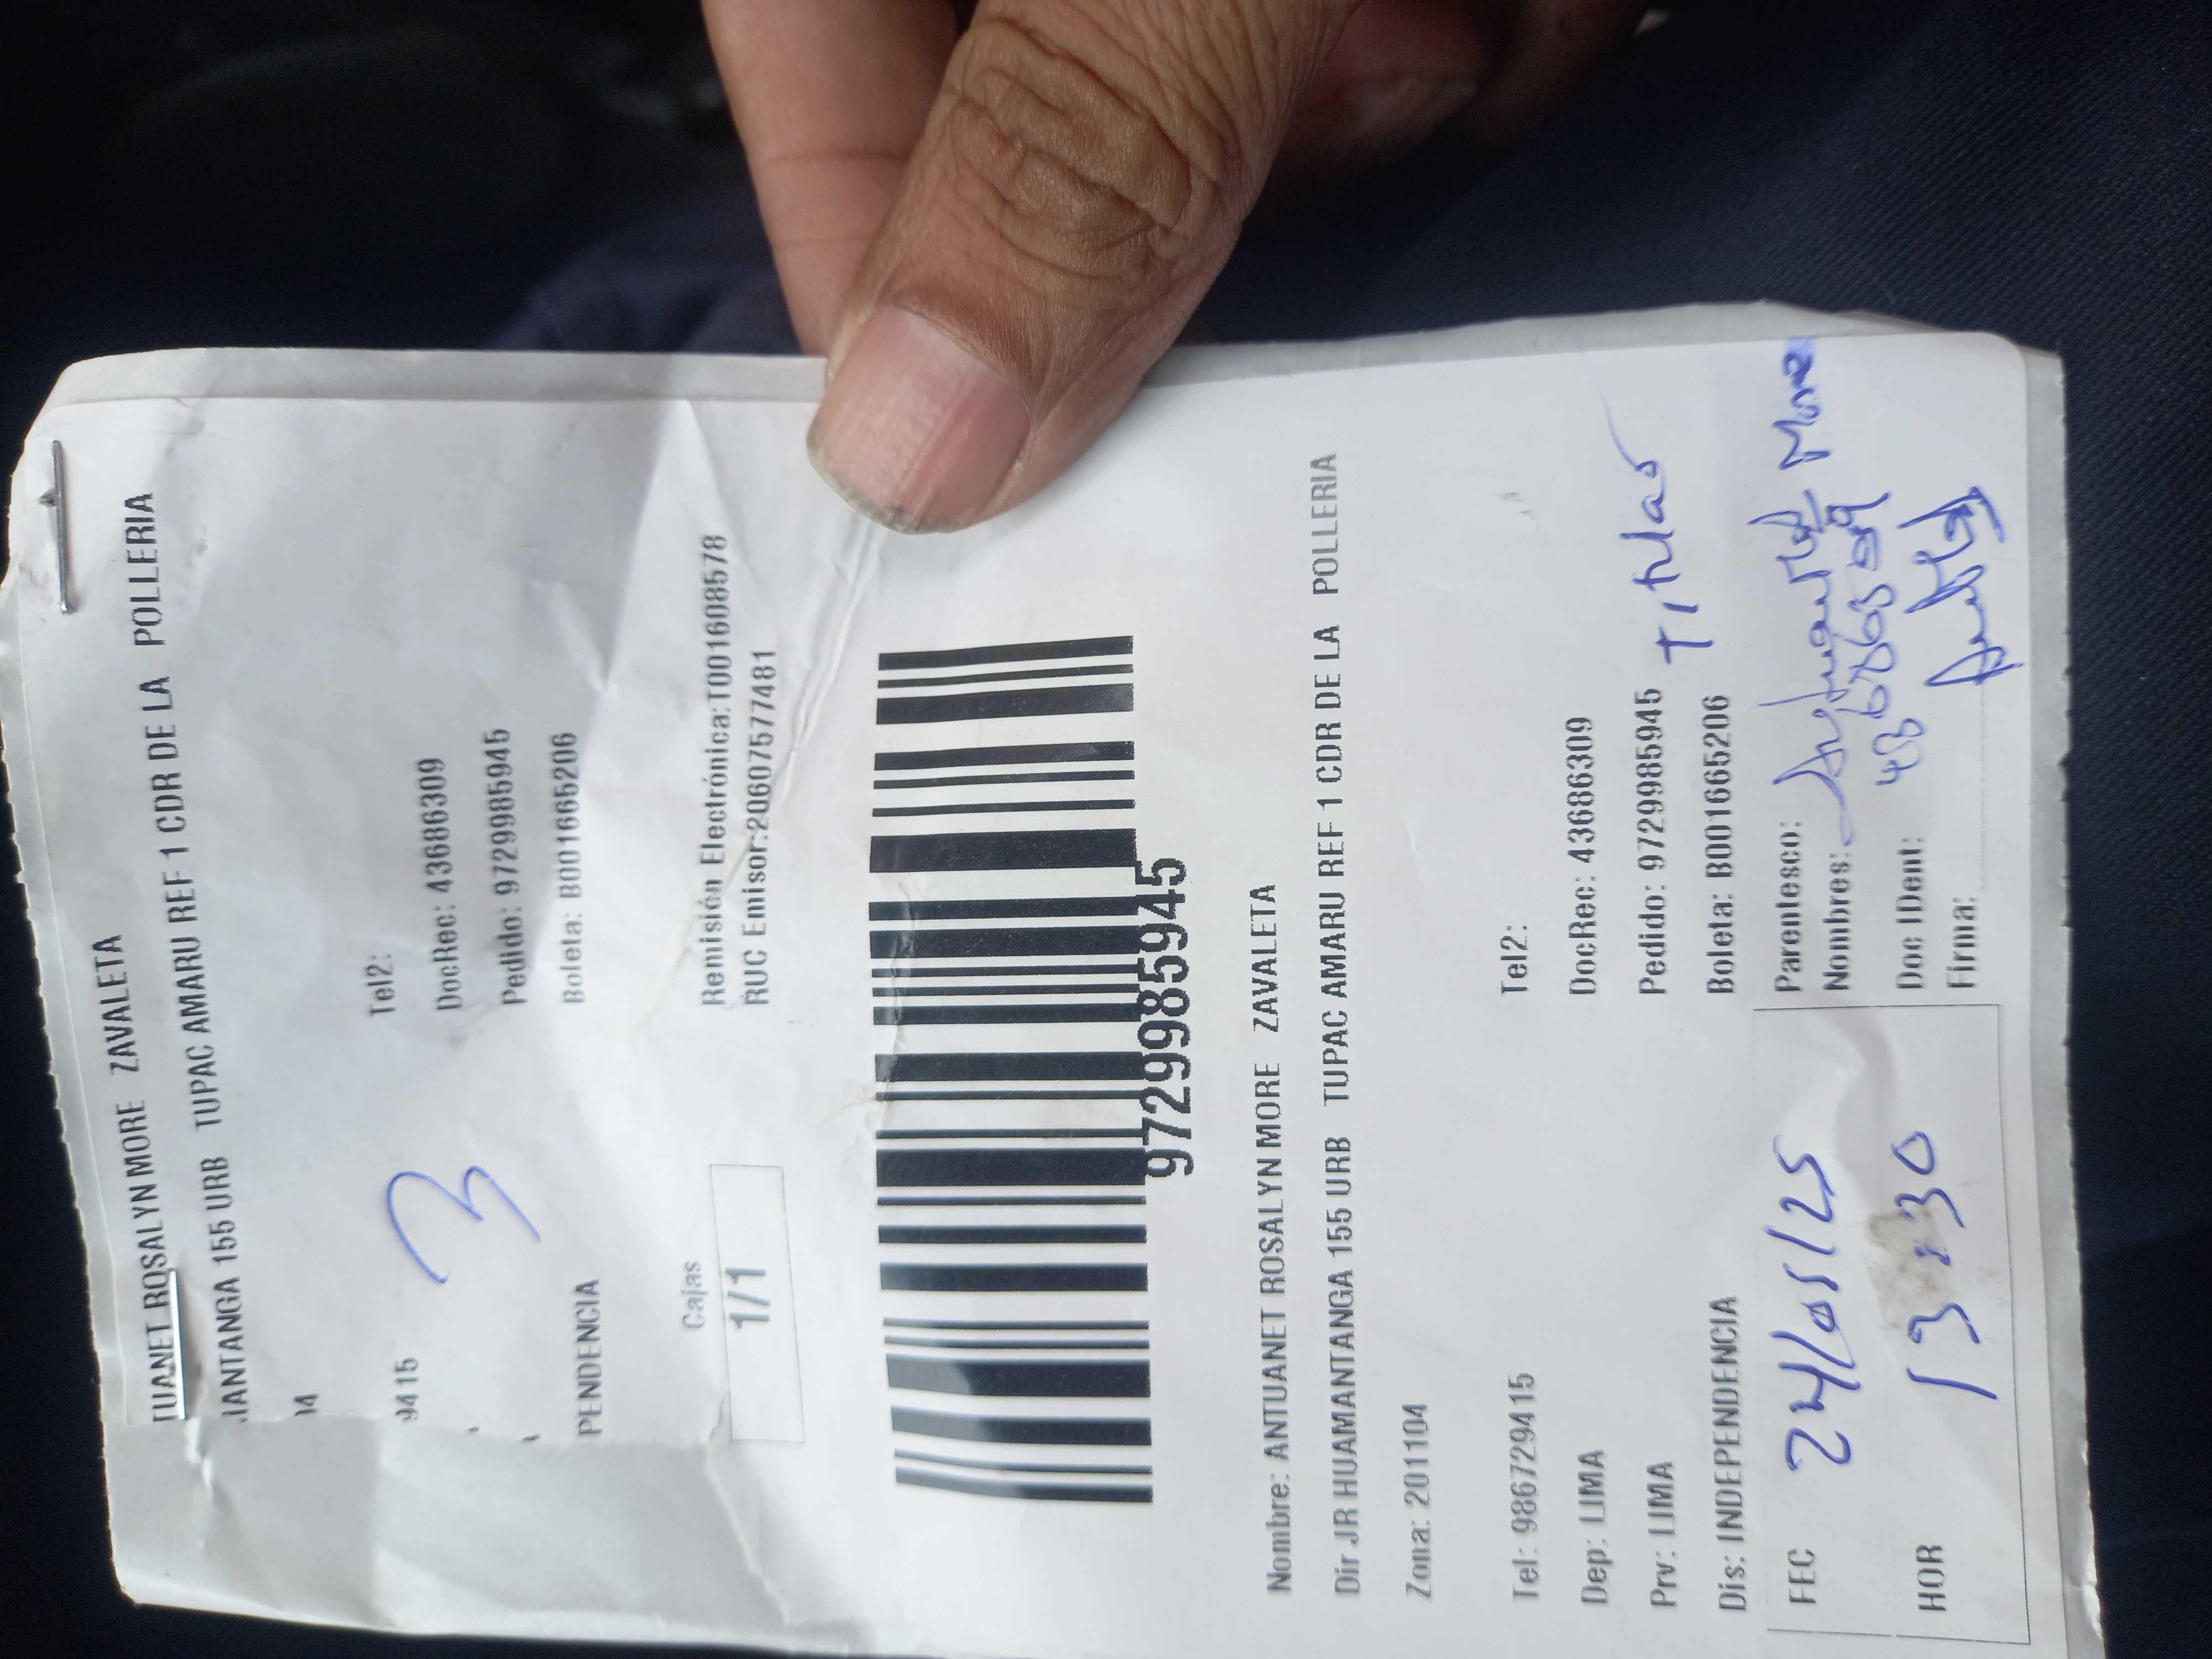 TUANET ROSALYN MORE ZAVALETA
ANTANGA 155 URB TUPAC AMARU REF 1 CDR DE LA POLLERIA
04
9415 Tel2:
3
DocRec: 43686309
Pedido: 9729985945
PENDENCIA Boleta: B001665206
Cajas
1/1
Remisión Electrónica: T001608578
RUC Emisor: 20607577481
9729985945
Nombre: ANTUANET ROSALYN MORE ZAVALETA
Dir JR HUAMANTANGA 155 URB TUPAC AMARU REF 1 CDR DE LA POLLERIA
Zona: 201104
Tel: 986729415 Tel2:
Dep: LIMA DocRec: 43686309
Prv: LIMA Pedido: 9729985945
Titular
Dis: INDEPENDENCIA Boleta: B001665206
FEC 24/05/25
Parentesco:
Nombres: Antuanet More
HOR 13:30
Doc IDent:
Firma: